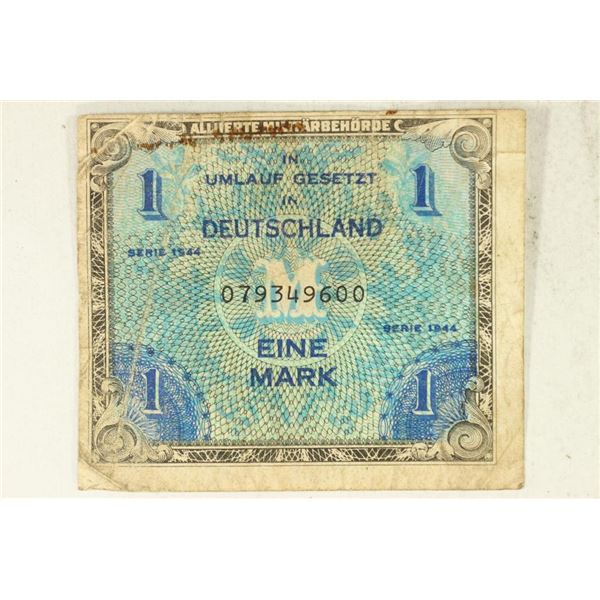 ALLIIERTE MILITÄRBEHÖRDE
IN
1 UMLAUF GESETZT 1
in
DEUTSCHLAND
SERIE 1944
M
079349600
SERIE 1944
EINE
1 MARK 1